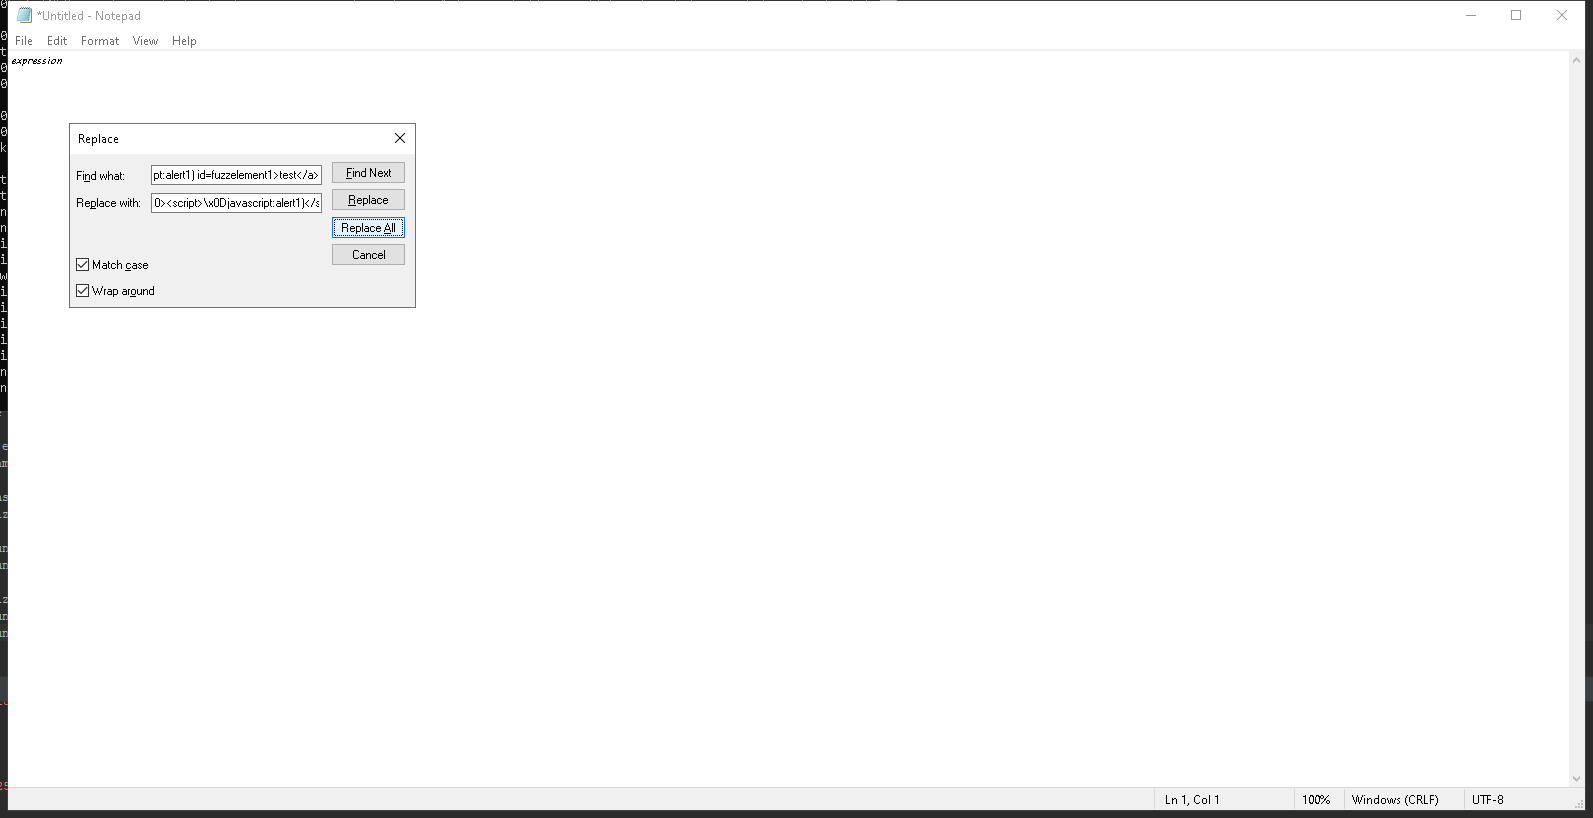 *Untitled - Notepad
File Edit Format View Help
expression
Replace
Find what: pt:alert1) id=fuzzelement1>test</a> Find Next
Replace with: 0><script>\x0Djavascript:alert1)</s Replace
Replace All
Cancel
Match case
Wrap around
Ln 1, Col 1 100% Windows (CRLF) UTF-8